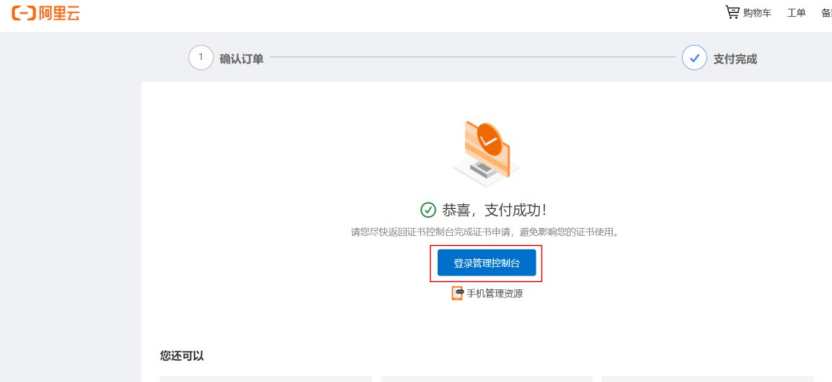 阿里云
购物车 工单
1 确认订单 支付完成
恭喜，支付成功！
请您尽快返回证书控制台完成证书申请，避免影响您的证书使用。
登录管理控制台
手机管理资源
您还可以